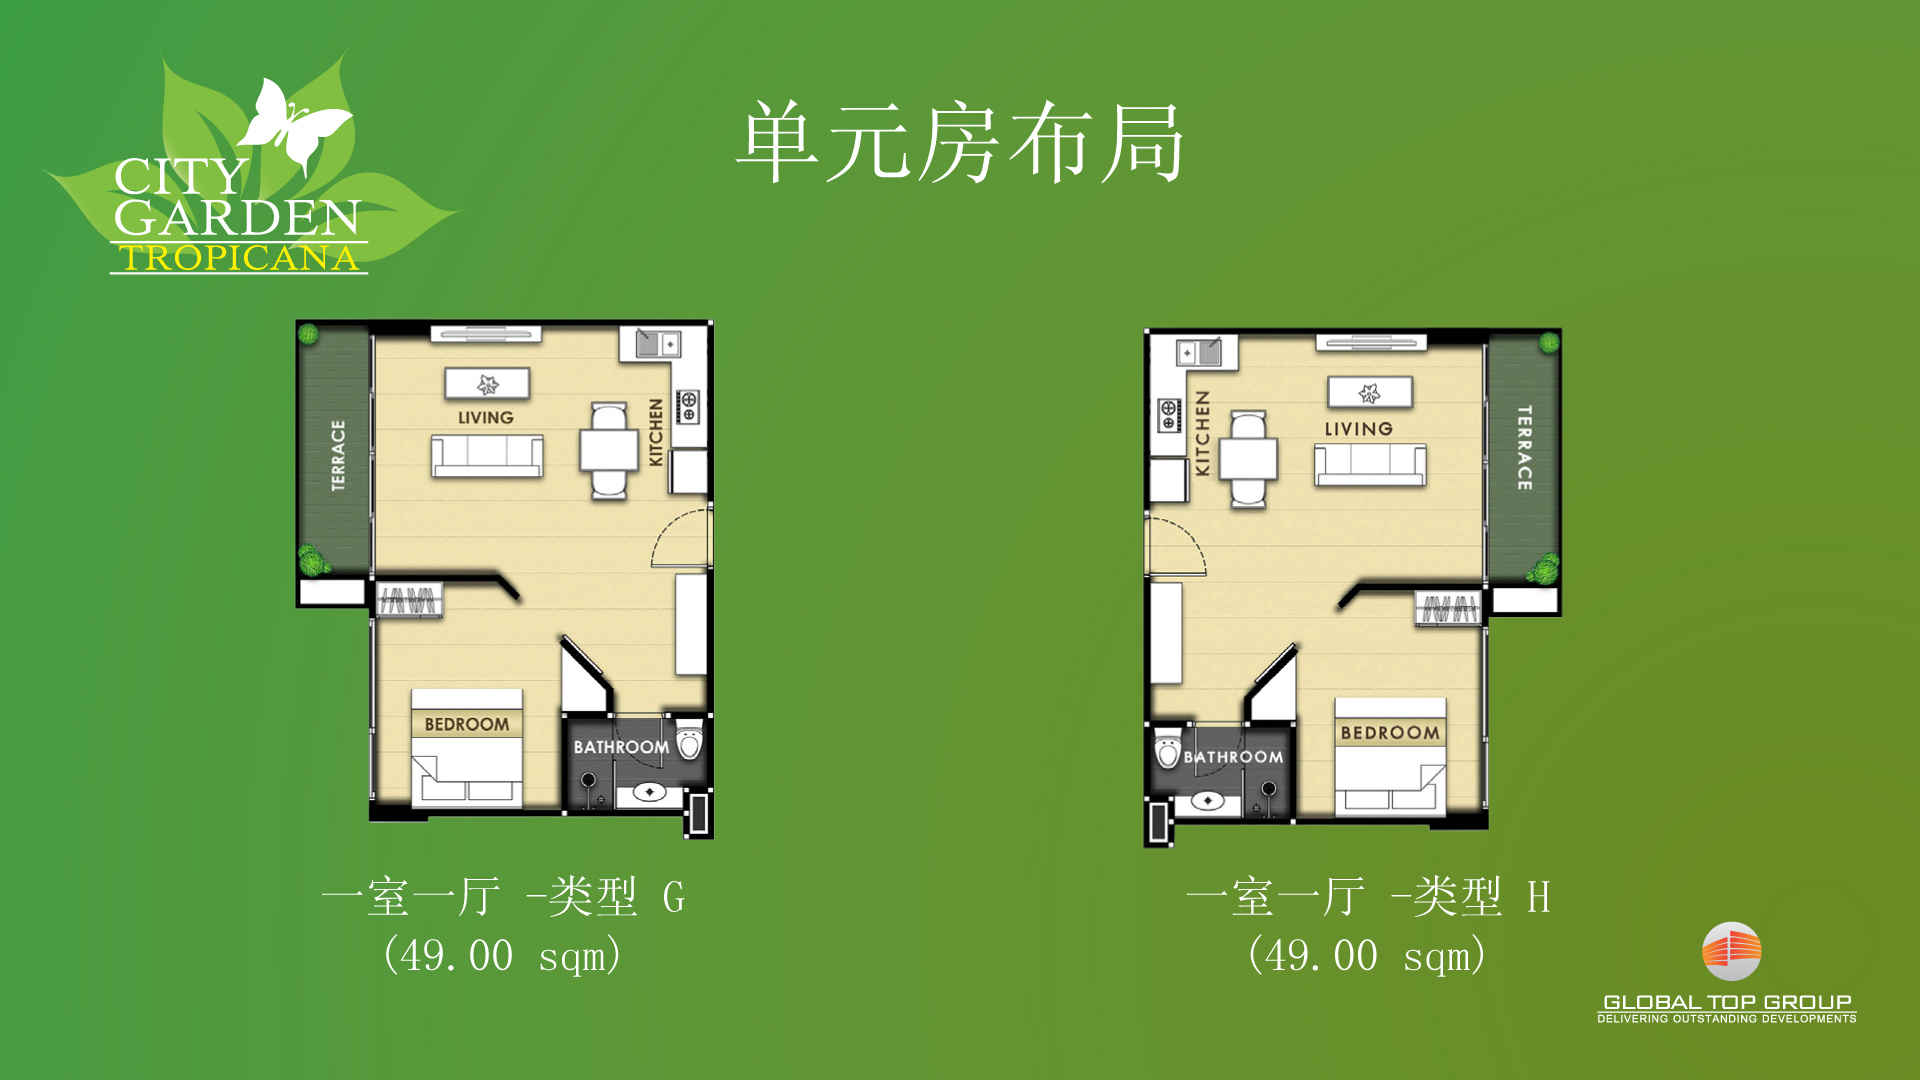 CITY
GARDEN
TROPICANA
单元房布局
TERRACE
LIVING
KITCHEN
BEDROOM
BATHROOM
KITCHEN
LIVING
TERRACE
BATHROOM
BEDROOM
一室一厅 -类型 G
(49.00 sqm)
一室一厅 -类型 H
(49.00 sqm)
GLOBAL TOP GROUP
DELIVERING OUTSTANDING DEVELOPMENTS